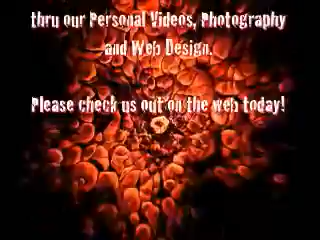 thru our Personal Videos, Photography
and Web Design.
Please check us out on the web today!